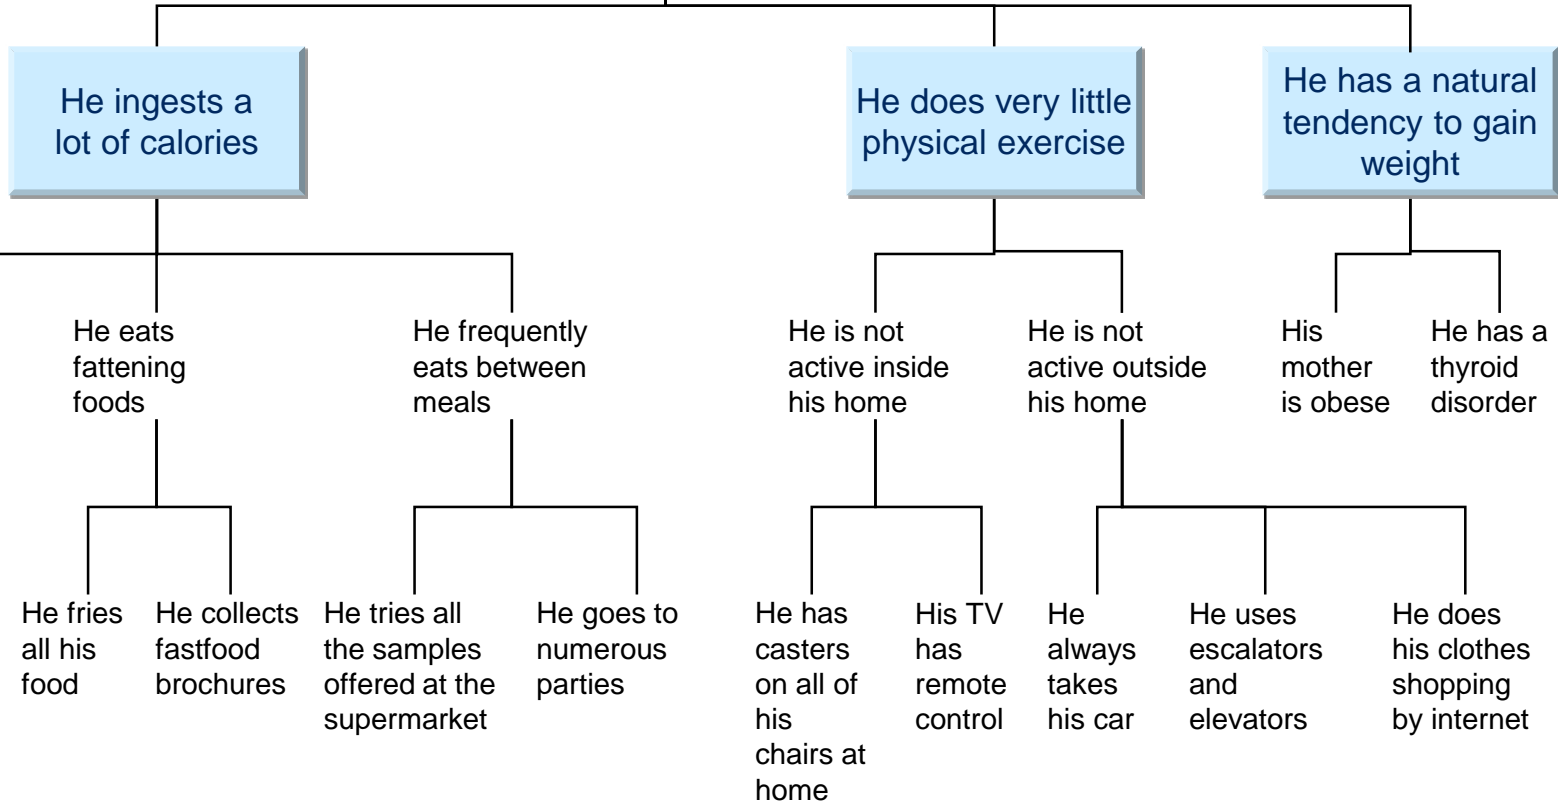 He ingests a
lot of calories
He does very little
physical exercise
He has a natural
tendency to gain
weight
He eats
fattening
foods
He frequently
eats between
meals
He is not
active inside
his home
He is not
active outside
his home
His
mother
is obese
He has a
thyroid
disorder
He fries
all his
food
He collects
fastfood
brochures
He tries all
the samples
offered at the
supermarket
He goes to
numerous
parties
He has
casters
on all of
his
chairs at
home
His TV
has
remote
control
He
always
takes
his car
He uses
escalators
and
elevators
He does
his clothes
shopping
by internet